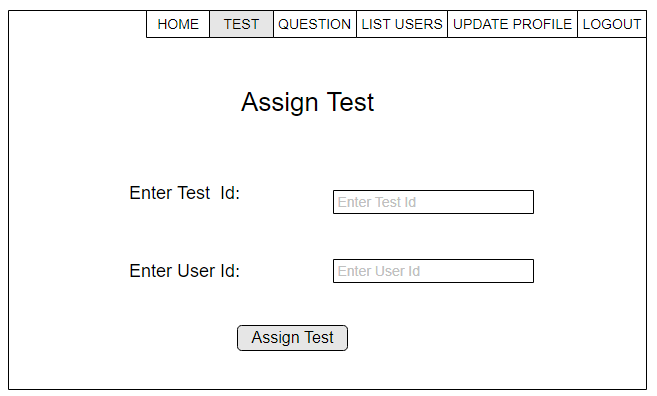 HOME TEST QUESTION LIST USERS UPDATE PROFILE LOGOUT
Assign Test
Enter Test Id: Enter Test Id
Enter User Id: Enter User Id
Assign Test